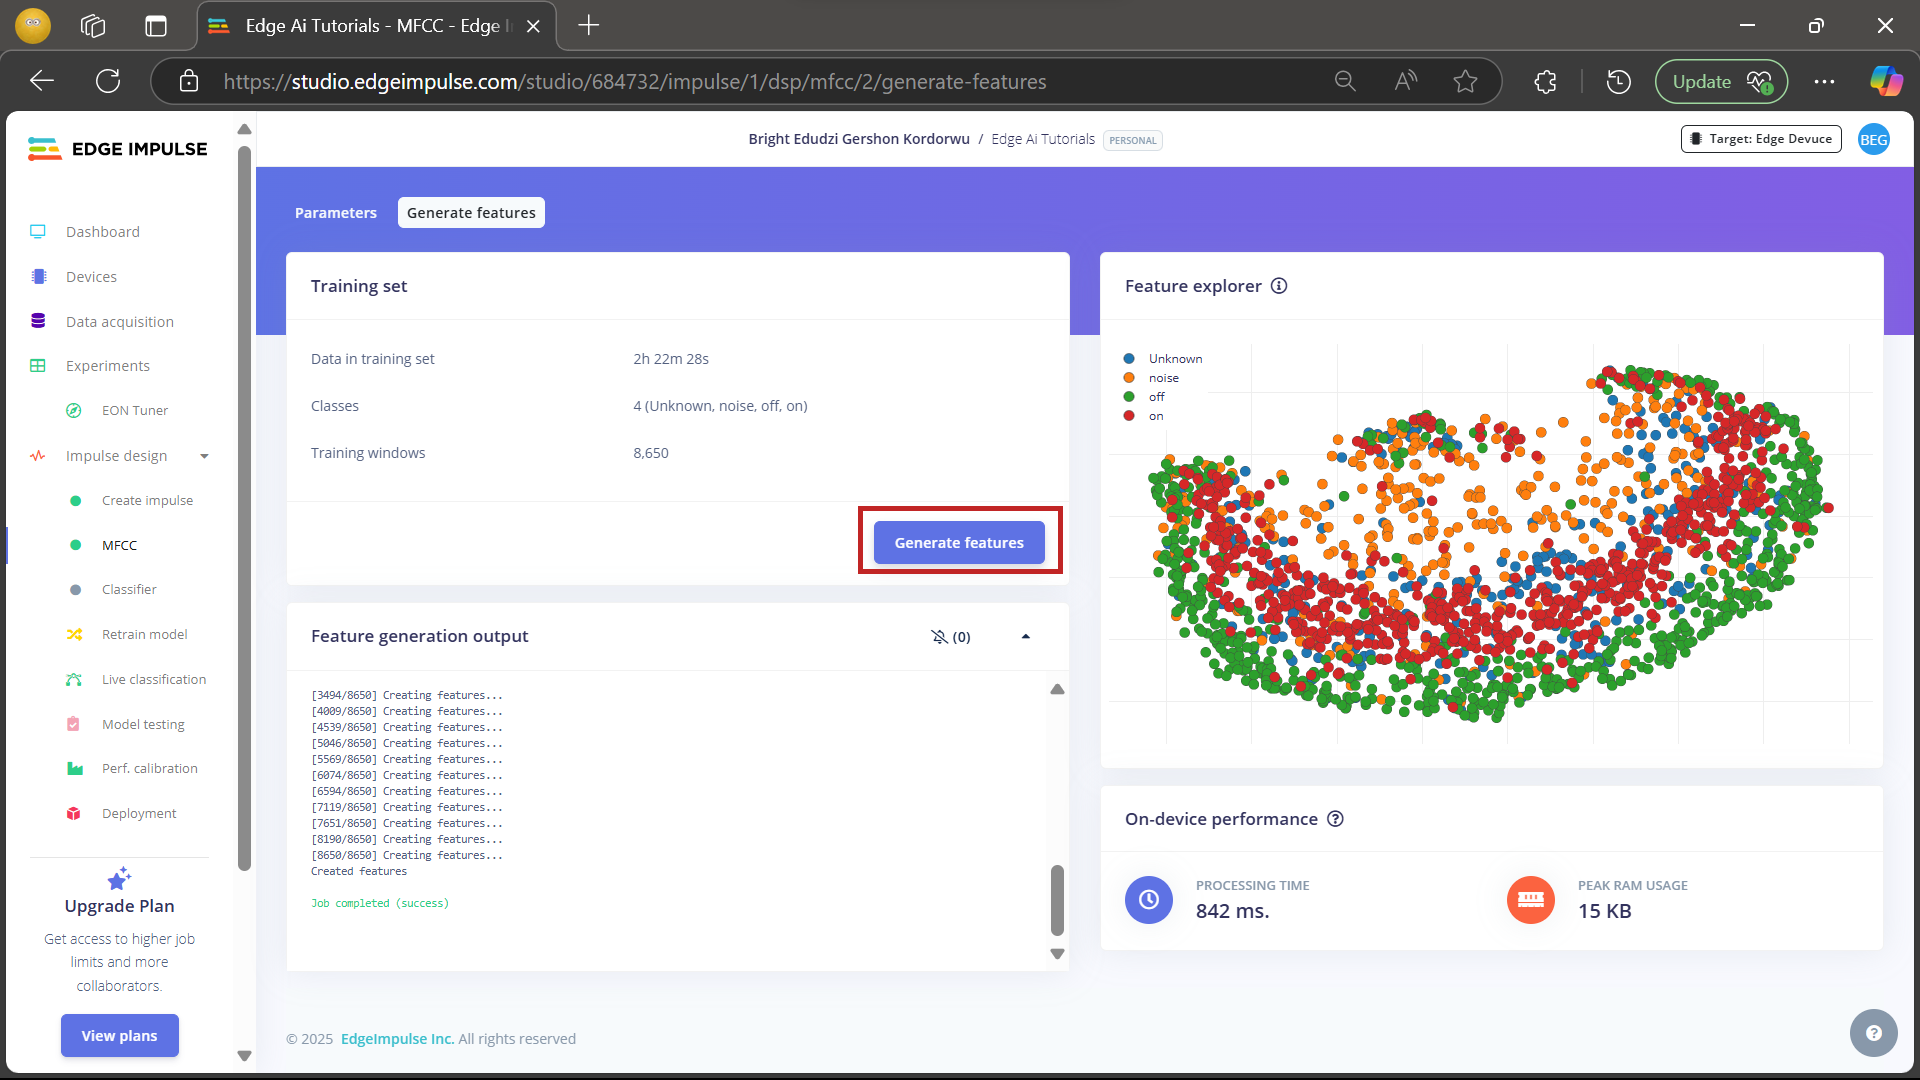 Edge Ai Tutorials - MFCC - Edge I
https://studio.edgeimpulse.com/studio/684732/impulse/1/dsp/mfcc/2/generate-features
Update
EDGE IMPULSE
Bright Edudzi Gershon Kordorwu / Edge Ai Tutorials PERSONAL
Target: Edge Devuce
BEG
Dashboard
Devices
Data acquisition
Experiments
EON Tuner
Impulse design
Create impulse
MFCC
Classifier
Retrain model
Live classification
Model testing
Perf. calibration
Deployment
Upgrade Plan
Get access to higher job
limits and more
collaborators.
View plans
Parameters
Generate features
Training set
Data in training set 2h 22m 28s
Classes 4 (Unknown, noise, off, on)
Training windows 8,650
Generate features
Feature generation output (0)
[3494/8650] Creating features...
[4009/8650] Creating features...
[4539/8650] Creating features...
[5046/8650] Creating features...
[5569/8650] Creating features...
[6074/8650] Creating features...
[6594/8650] Creating features...
[7119/8650] Creating features...
[7651/8650] Creating features...
[8190/8650] Creating features...
[8650/8650] Creating features...
Created features
Job completed (success)
Feature explorer
Unknown
noise
off
on
On-device performance
PROCESSING TIME
842 ms.
PEAK RAM USAGE
15 KB
© 2025 EdgeImpulse Inc. All rights reserved